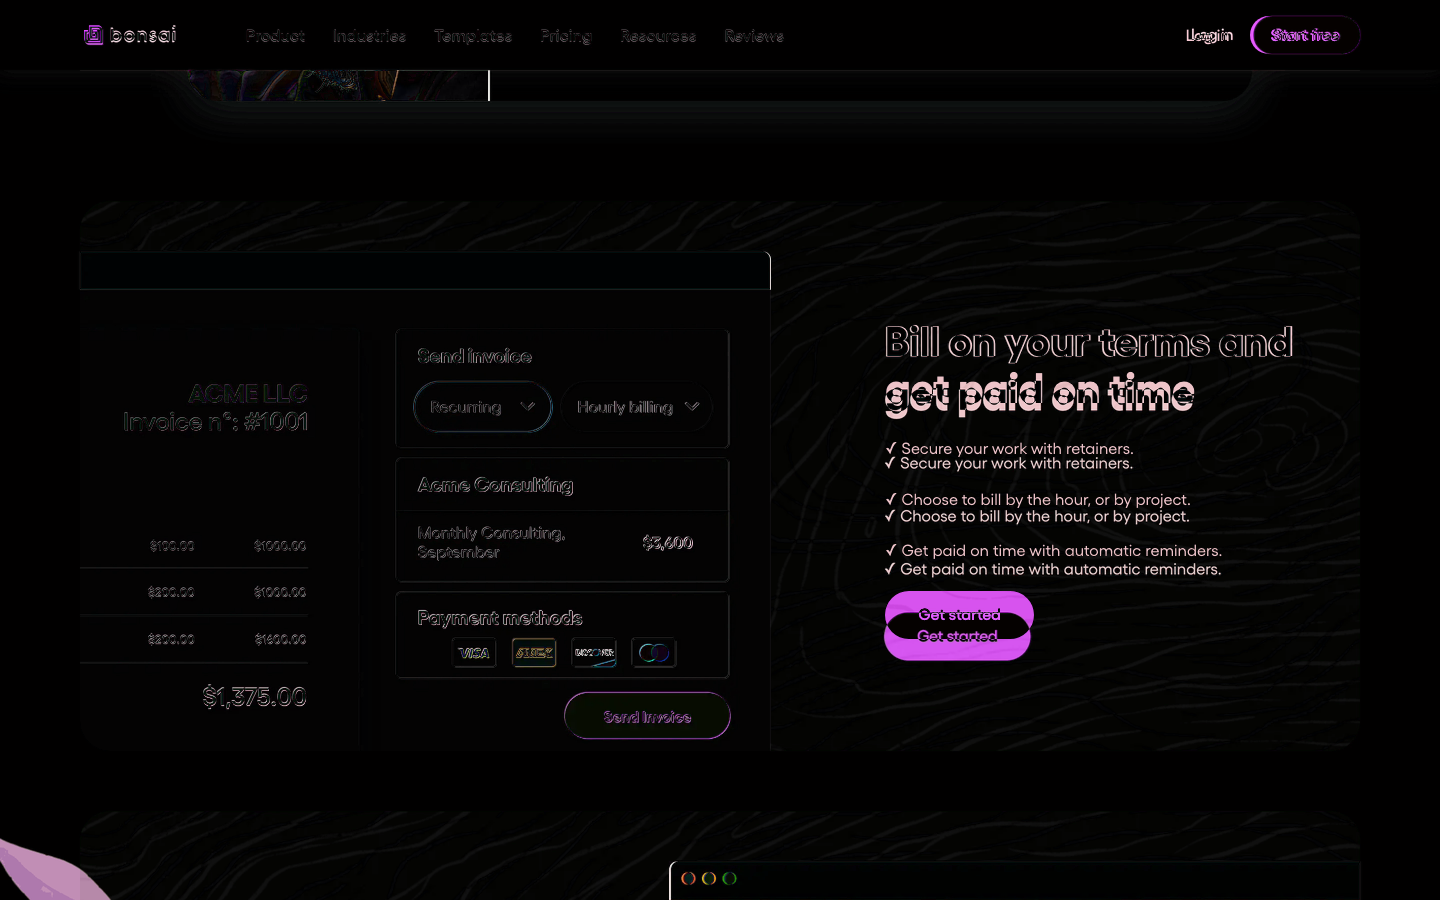 bonsai
Product Industries Templates Pricing Resources Reviews
Login
Start free
ACME LLC
Invoice n°: #1001
$100.00 $1000.00
$200.00 $1000.00
$200.00 $1600.00
$1,375.00
Send invoice
Recurring
Hourly billing
Acme Consulting
Monthly Consulting,
September
$3,600
Payment methods
VISA
DISCOVER
Send Invoice
Bill on your terms and
get paid on time
✓ Secure your work with retainers.
✓ Secure your work with retainers.
✓ Choose to bill by the hour, or by project.
✓ Choose to bill by the hour, or by project.
✓ Get paid on time with automatic reminders.
✓ Get paid on time with automatic reminders.
Get started
Get started